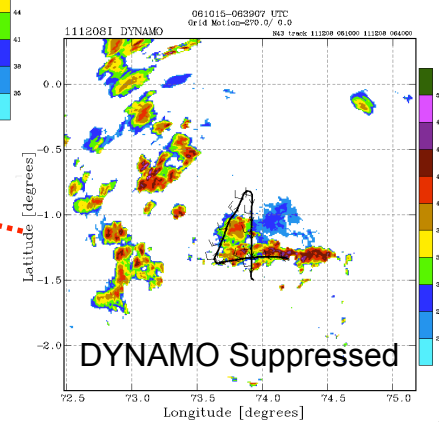 061015-063907 UTC
Grid Motion=270.0/ 0.0
111208I DYNAMO
N43 track 111208 061000 111208 064000
44
41
38
35
0.0
-0.5
-1.0
-1.5
-2.0
Latitude [degrees]
DYNAMO Suppressed
72.5 73.0 73.5 74.0 74.5 75.0
Longitude [degrees]